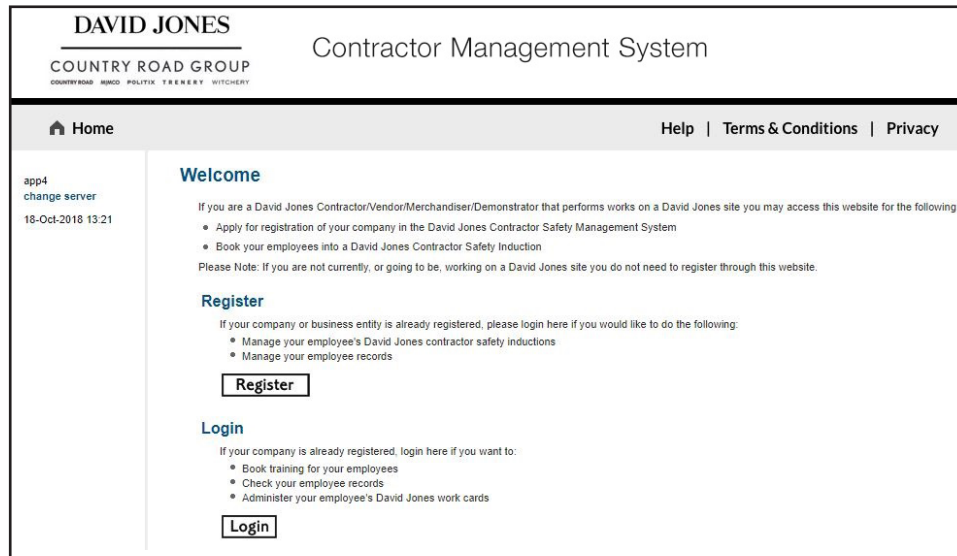 DAVID JONES
COUNTRY ROAD GROUP
COUNTRY ROAD MIMCO POLITIX TRENERY WITCHERY
Contractor Management System
Home
Help | Terms & Conditions | Privacy
app4
change server
18-Oct-2018 13:21
Welcome
If you are a David Jones Contractor/Vendor/Merchandiser/Demonstrator that performs works on a David Jones site you may access this website for the following
• Apply for registration of your company in the David Jones Contractor Safety Management System
• Book your employees into a David Jones Contractor Safety Induction
Please Note: If you are not currently, or going to be, working on a David Jones site you do not need to register through this website.
Register
If your company or business entity is already registered, please login here if you would like to do the following:
• Manage your employee's David Jones contractor safety inductions
• Manage your employee records
Register
Login
If your company is already registered, login here if you want to:
• Book training for your employees
• Check your employee records
• Administer your employee's David Jones work cards
Login